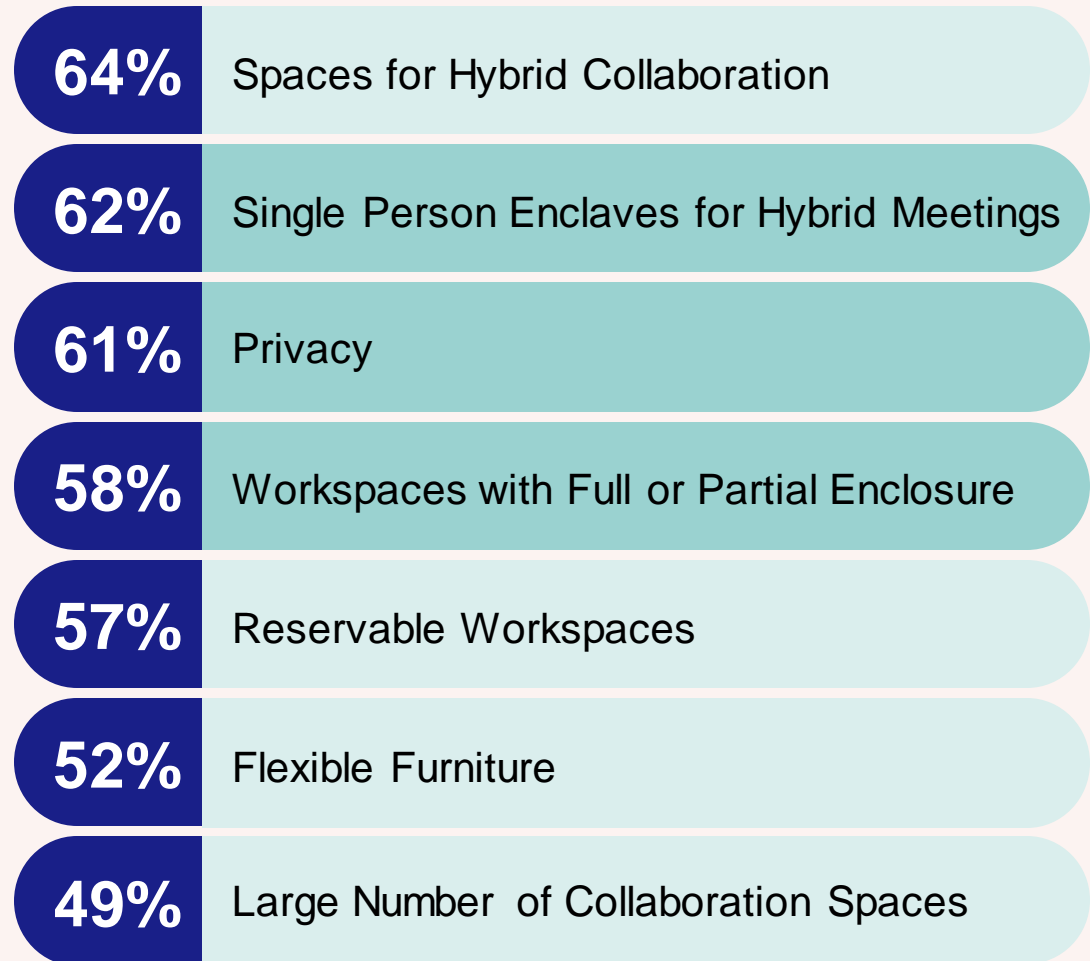 64% Spaces for Hybrid Collaboration
62% Single Person Enclaves for Hybrid Meetings
61% Privacy
58% Workspaces with Full or Partial Enclosure
57% Reservable Workspaces
52% Flexible Furniture
49% Large Number of Collaboration Spaces